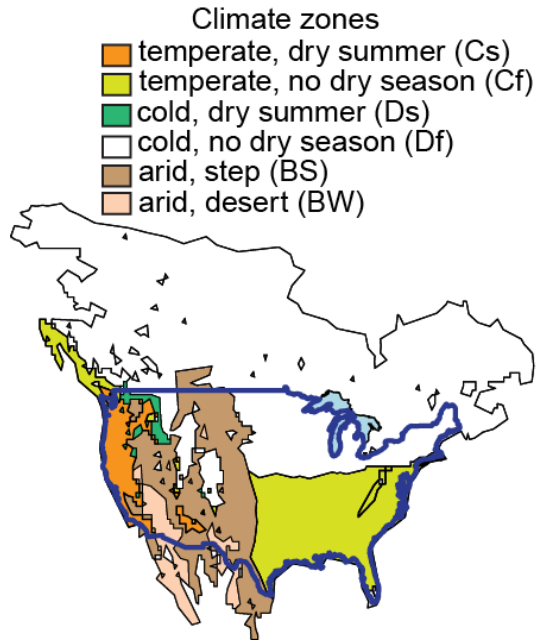 Climate zones
temperate, dry summer (Cs)
temperate, no dry season (Cf)
cold, dry summer (Ds)
cold, no dry season (Df)
arid, step (BS)
arid, desert (BW)